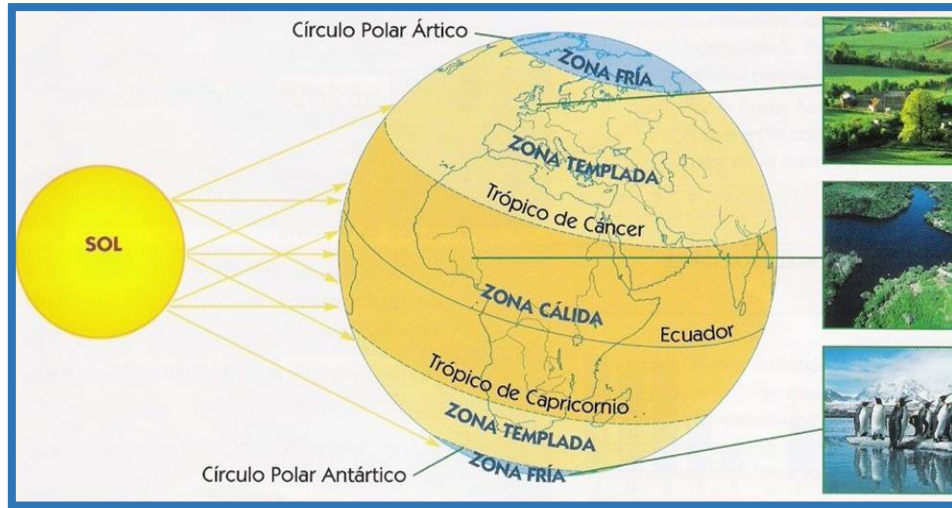 Círculo Polar Ártico
ZONA FRÍA
ZONA TEMPLADA
Trópico de Cáncer
SOL
ZONA CÁLIDA
Ecuador
Trópico de Capricornio
ZONA TEMPLADA
Círculo Polar Antártico
ZONA FRÍA